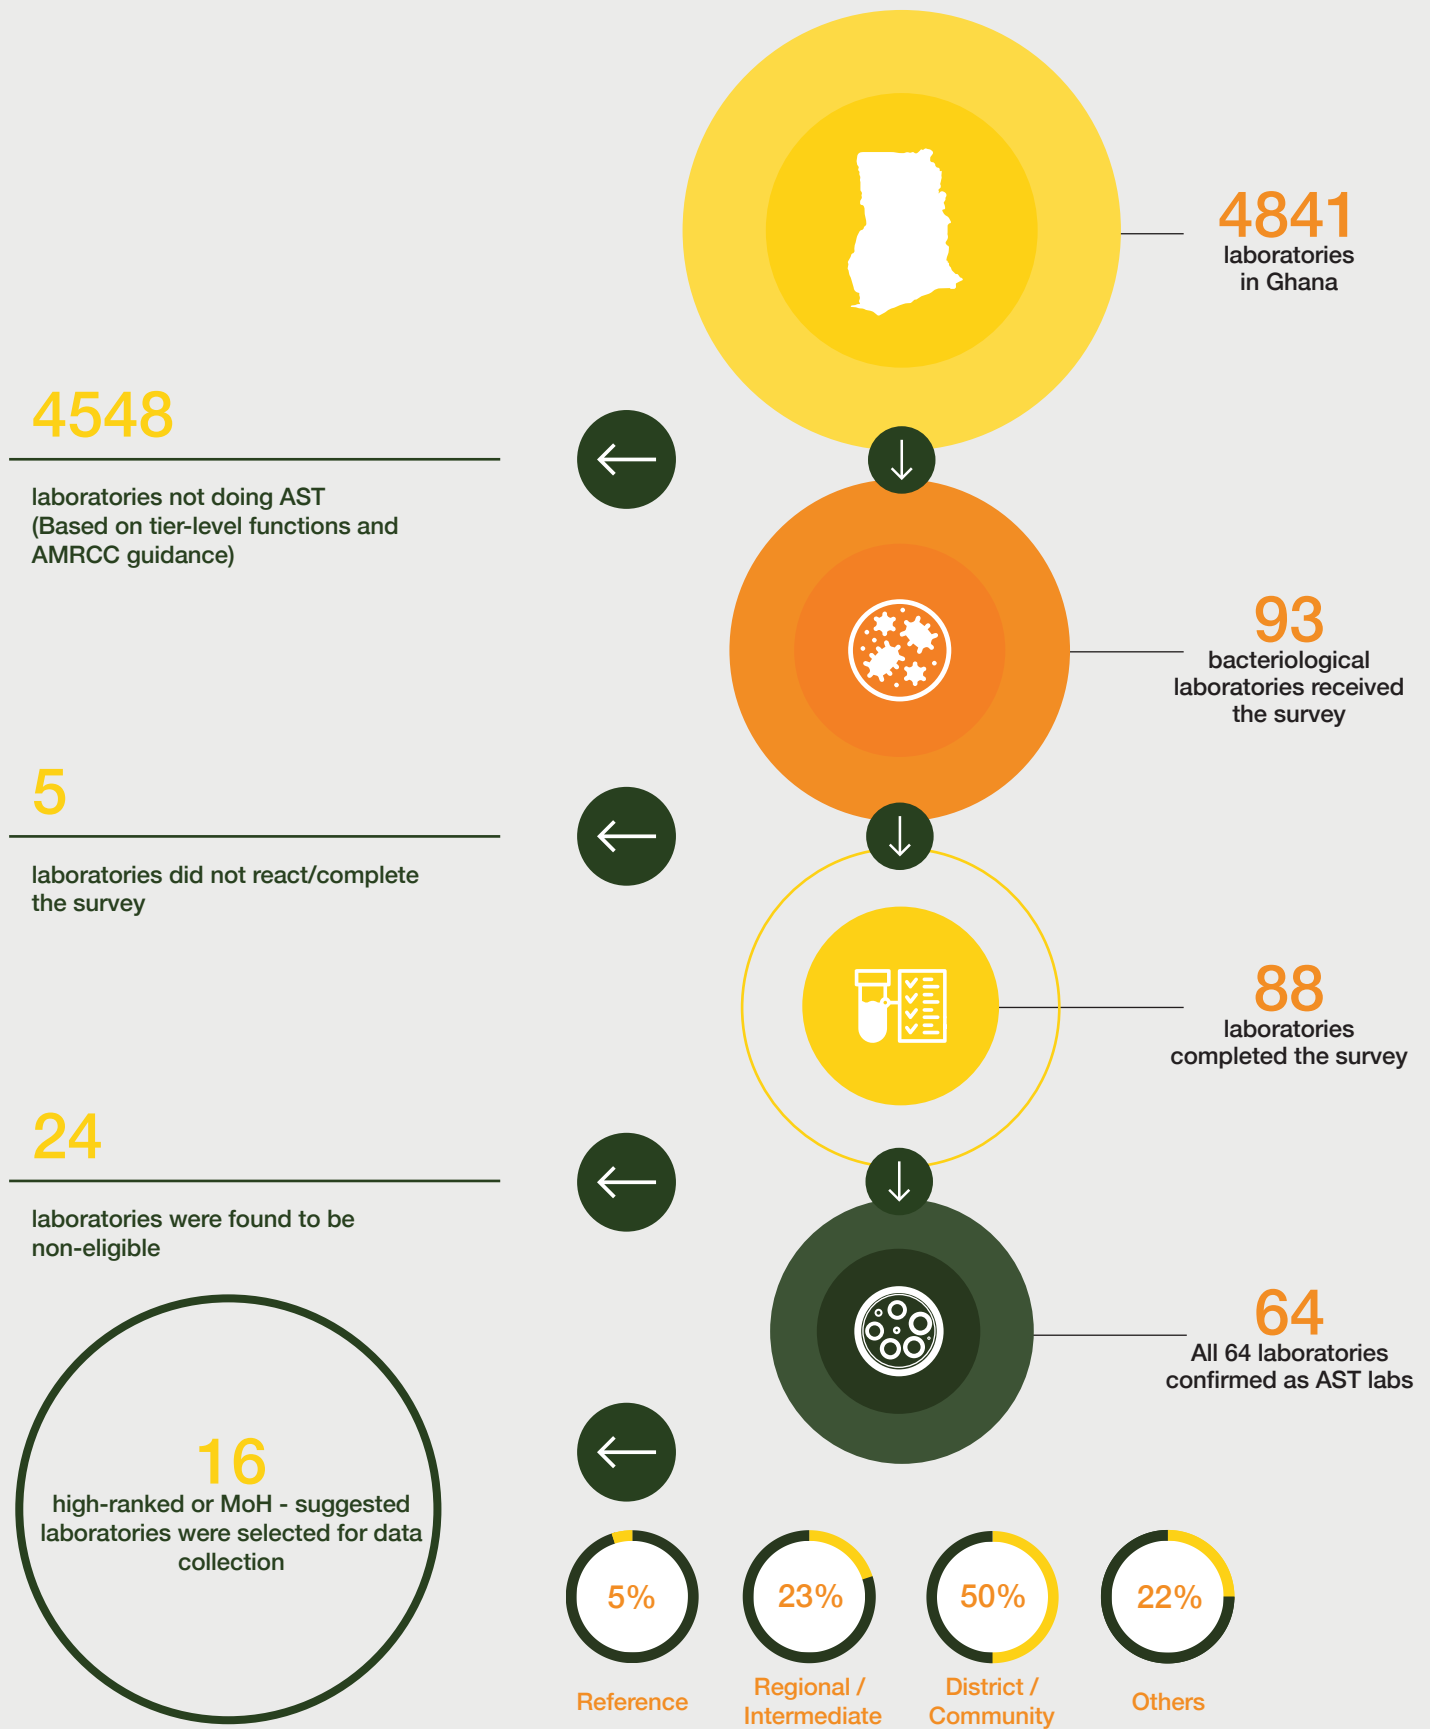 4841
laboratories
in Ghana
4548
laboratories not doing AST
(Based on tier-level functions and
AMRCC guidance)
93
bacteriological
laboratories received
the survey
5
laboratories did not react/complete
the survey
88
laboratories
completed the survey
24
laboratories were found to be
non-eligible
64
All 64 laboratories
confirmed as AST labs
16
high-ranked or MoH - suggested
laboratories were selected for data
collection
5%
Reference
23%
Regional /
Intermediate
50%
District /
Community
22%
Others